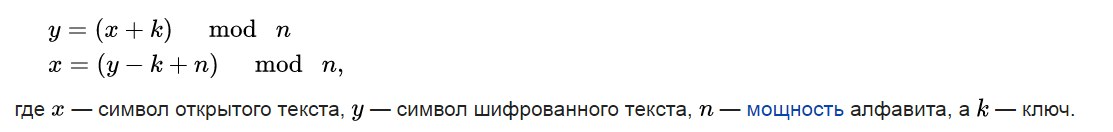 y = (x + k) mod n
x = (y − k + n) mod n,
где x — символ открытого текста, y — символ шифрованного текста, n — мощность алфавита, а k — ключ.